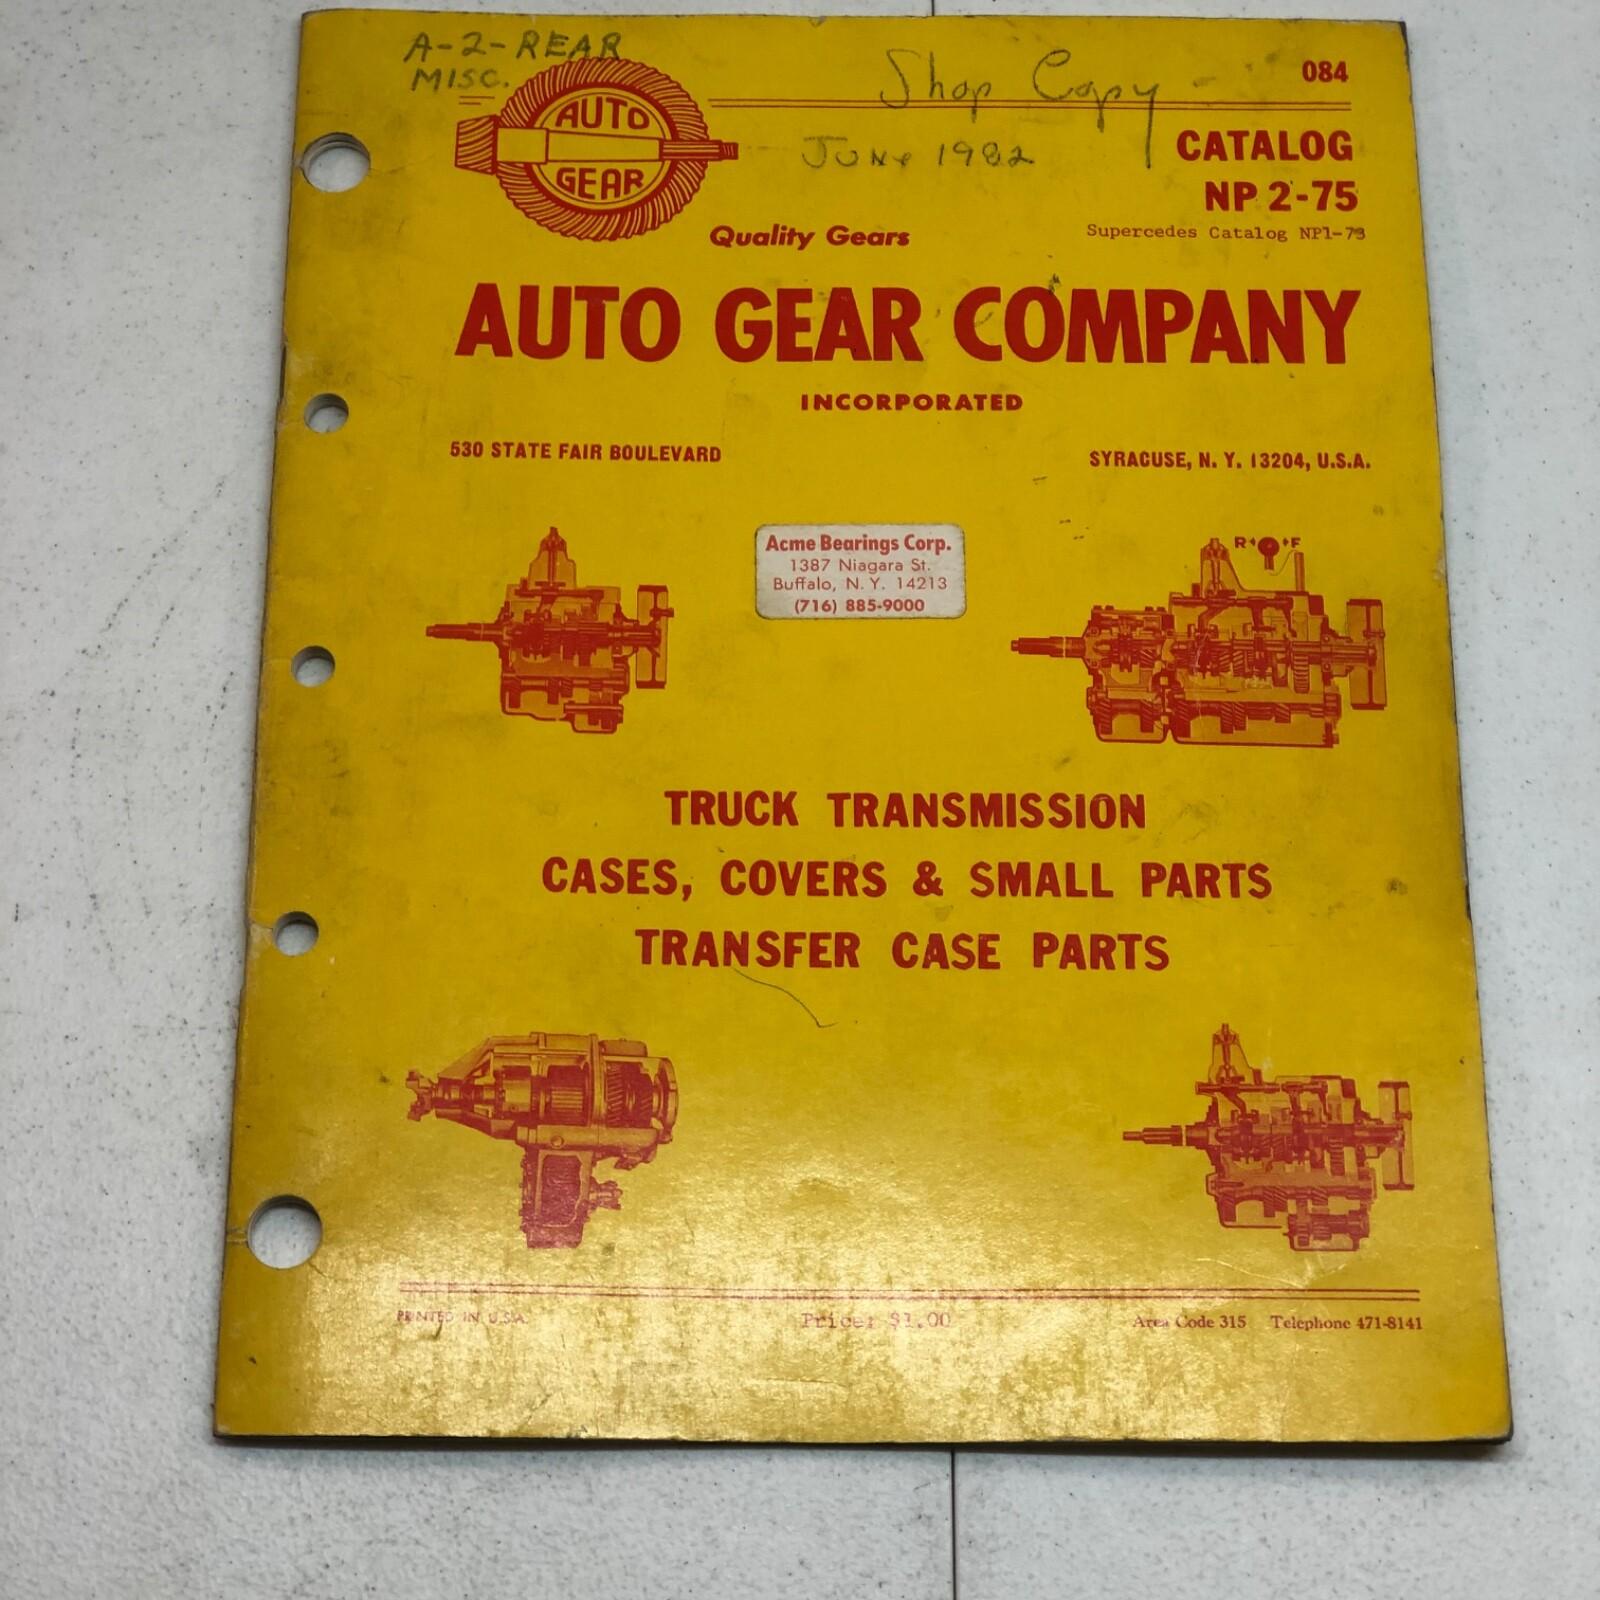 A-2-REAR
MISC.
Shop Copy
084
AUTO
GEAR
June 1982
CATALOG
NP 2-75
Supercedes Catalog NP1-73
Quality Gears
AUTO GEAR COMPANY
INCORPORATED
530 STATE FAIR BOULEVARD
SYRACUSE, N. Y. 13204, U.S.A.
Acme Bearings Corp.
1387 Niagara St.
Buffalo, N. Y. 14213
(716) 885-9000
R F
TRUCK TRANSMISSION
CASES, COVERS & SMALL PARTS
TRANSFER CASE PARTS
PRINTED IN U.S.A.
Price: $1.00
Area Code 315 Telephone 471-8141